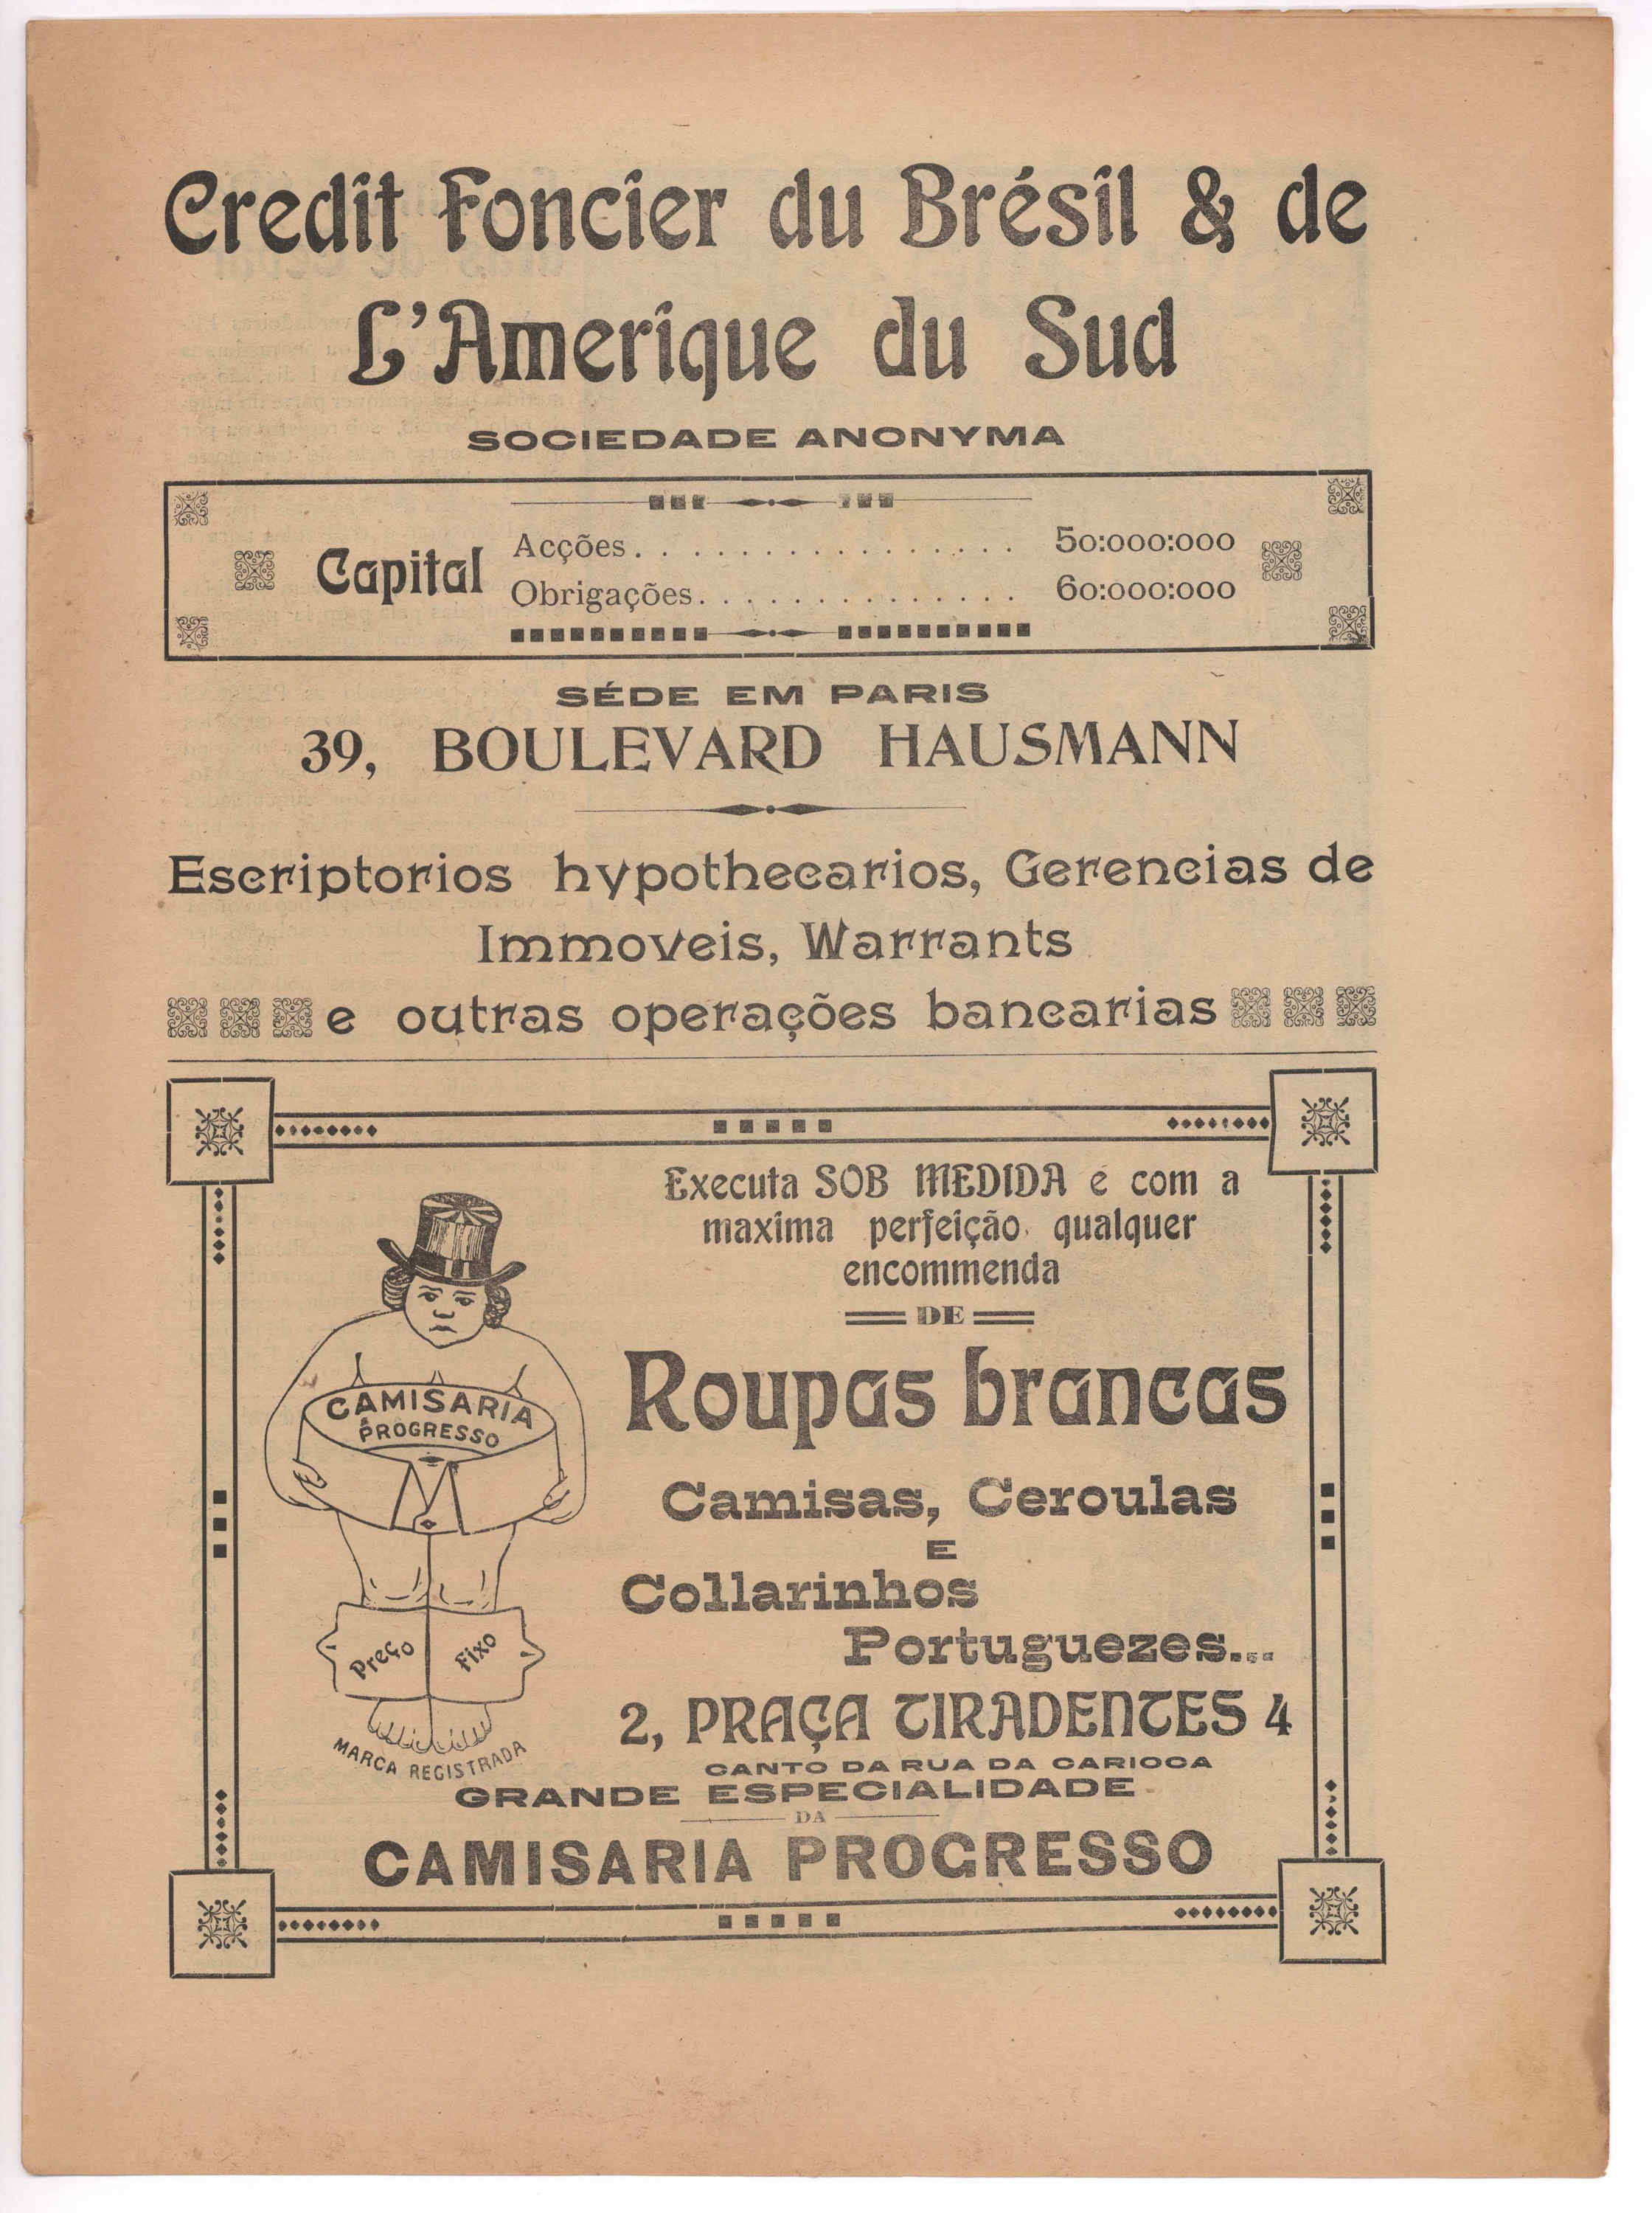 Credit Foncier du Brésil & de
L'Amerique du Sud
SOCIEDADE ANONYMA
Capital
Acções. . . . . . . . . . . . . . . . 50:000:000
Obrigações. . . . . . . . . . . . . . 60:000:000
SÉDE EM PARIS
39, BOULEVARD HAUSMANN
Escriptorios hypothecarios, Gerencias de
Immoveis, Warrants
e outras operações bancarias
Executa SOB MEDIDA e com a
maxima perfeição qualquer
encommenda
DE
Roupas brancas
Camisas, Ceroulas
E
Collarinhos
Portuguezes...
2, PRAÇA TIRADENTES 4
CANTO DA RUA DA CARIOCA
CAMISARIA
PROGRESSO
Preço Fixo
MARCA REGISTRADA
GRANDE ESPECIALIDADE
DA
CAMISARIA PROGRESSO